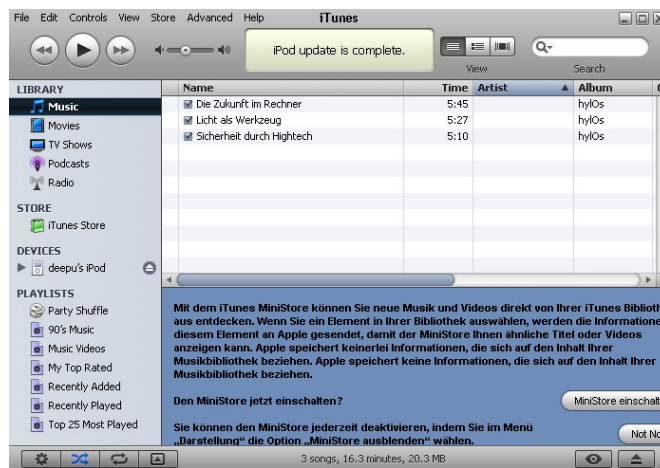 File Edit Controls View Store Advanced Help iTunes
iPod update is complete.
View Search
LIBRARY
Music
Movies
TV Shows
Podcasts
Radio
STORE
iTunes Store
DEVICES
deepu's iPod
PLAYLISTS
Party Shuffle
90's Music
Music Videos
My Top Rated
Recently Added
Recently Played
Top 25 Most Played
Name Time Artist Album
Die Zukunft im Rechner 5:45 hylOs
Licht als Werkzeug 5:27 hylOs
Sicherheit durch Hightech 5:10 hylOs
Mit dem iTunes MiniStore können Sie neue Musik und Videos direkt von Ihrer iTunes Biblioth
aus entdecken. Wenn Sie ein Element in Ihrer Bibliothek auswählen, werden die Informatione
diesem Element an Apple gesendet, damit der MiniStore Ihnen ähnliche Titel oder Videos
anzeigen kann. Apple speichert keinerlei Informationen, die sich auf den Inhalt Ihrer
Musikbibliothek beziehen. Apple speichert keine Informationen, die sich auf den Inhalt Ihrer
Musikbibliothek beziehen.
Den MiniStore jetzt einschalten? MiniStore einschalt
Sie können den MiniStore jederzeit deaktivieren, indem Sie im Menü
„Darstellung“ die Option „MiniStore ausblenden“ wählen. Not No
3 songs, 16.3 minutes, 20.3 MB